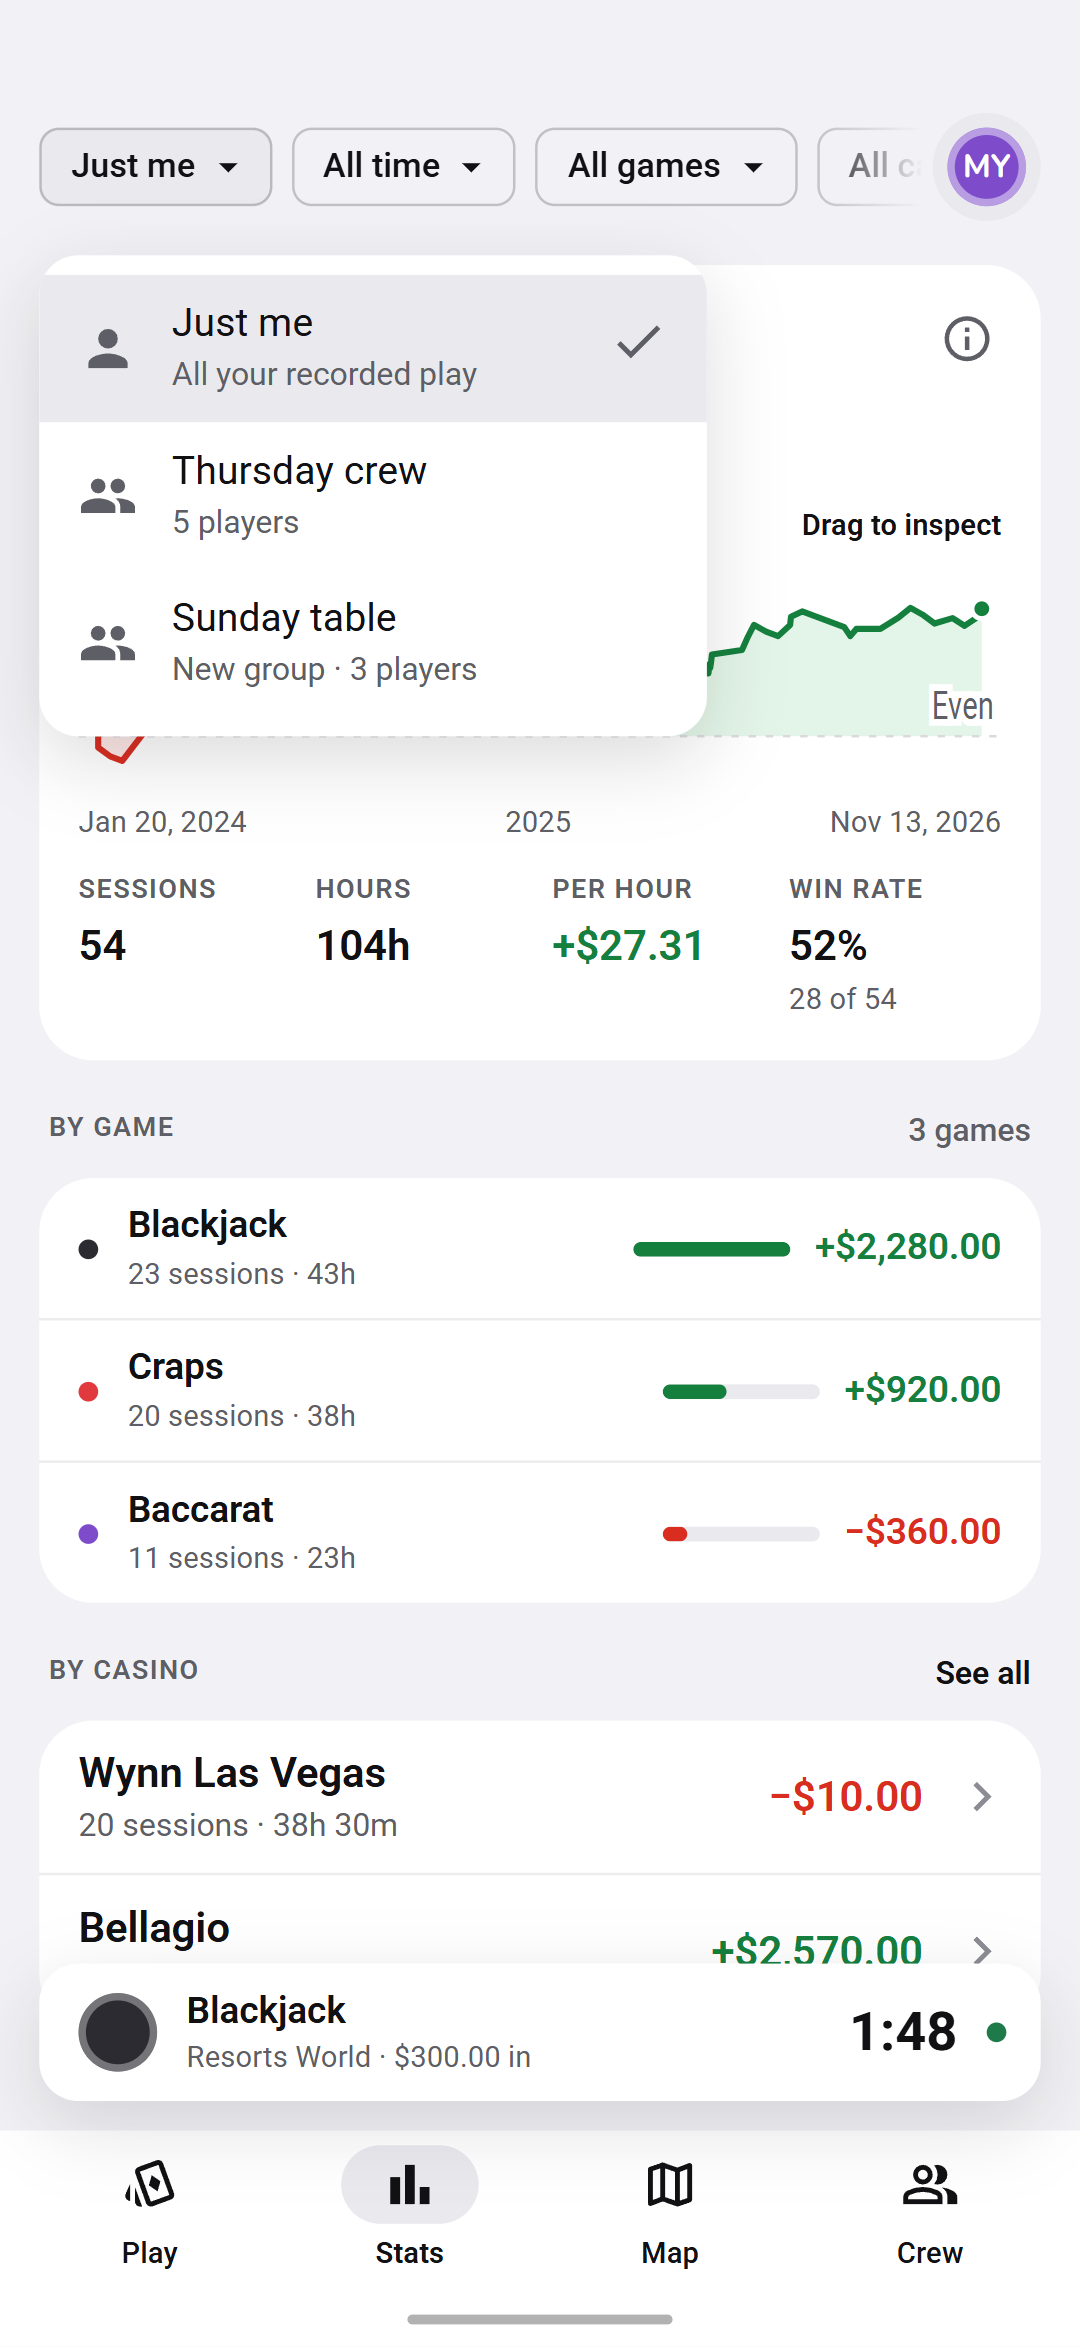 Just me
All time
All games
All
MY
Just me
All your recorded play
Thursday crew
5 players
Sunday table
New group · 3 players
Drag to inspect
Even
Jan 20, 2024
2025
Nov 13, 2026
SESSIONS
HOURS
PER HOUR
WIN RATE
54
104h
+$27.31
52%
28 of 54
BY GAME
3 games
Blackjack
23 sessions · 43h
+$2,280.00
Craps
20 sessions · 38h
+$920.00
Baccarat
11 sessions · 23h
−$360.00
BY CASINO
See all
Wynn Las Vegas
20 sessions · 38h 30m
−$10.00
Bellagio
+$2,570.00
Blackjack
Resorts World · $300.00 in
1:48
Play
Stats
Map
Crew